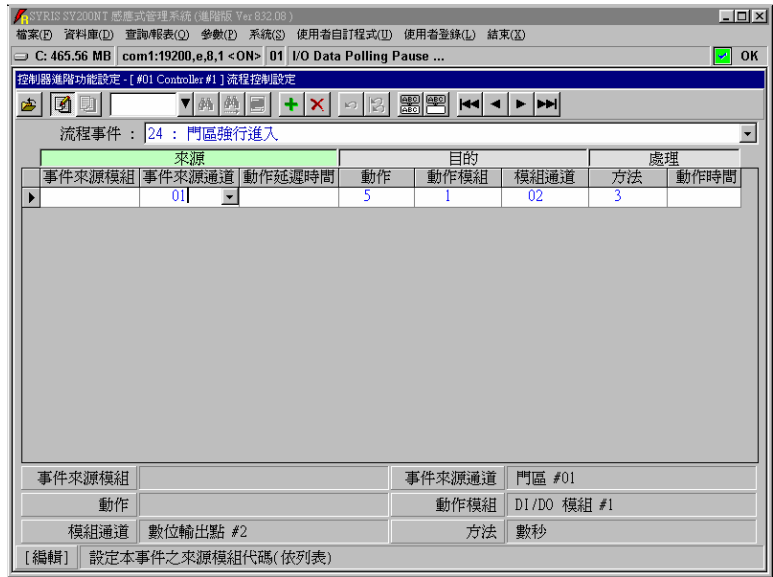 SYRIS SY200NT 感應式管理系統 (進階版 Ver 832.08 )
檔案(F) 資料庫(D) 查詢/報表(Q) 參數(P) 系統(S) 使用者自訂程式(U) 使用者登錄(L) 結束(X)
C: 465.56 MB com1:19200,e,8,1 <ON> 01 I/O Data Polling Pause ... OK
控制器進階功能設定 - [ #01 Controller #1 ] 流程控制設定
ABC ABC
ABC
流程事件 : 24 : 門區強行進入
來源 目的 處理
事件來源模組 事件來源通道 動作延遲時間 動作 動作模組 模組通道 方法 動作時間
01 5 1 02 3
事件來源模組 事件來源通道 門區 #01
動作 動作模組 DI/DO 模組 #1
模組通道 數位輸出點 #2 方法 數秒
[編輯] 設定本事件之來源模組代碼(依列表)